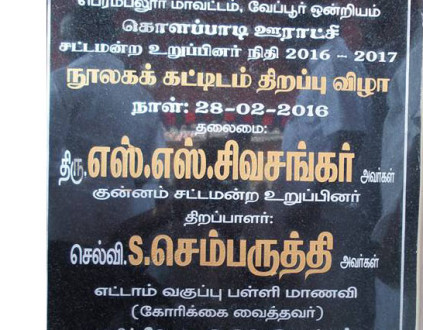 பெரம்பலூர் மாவட்டம், வேப்பூர் ஒன்றியம்
கொளப்பாடி ஊராட்சி
சட்டமன்ற உறுப்பினர் நிதி 2016 – 2017
நூலகக் கட்டிடம் திறப்பு விழா
நாள்: 28-02-2016
தலைமை:
திரு.எஸ்.எஸ்.சிவசங்கர் அவர்கள்
குன்னம் சட்டமன்ற உறுப்பினர்
திறப்பாளர்:
செல்வி.S.செம்பருத்தி அவர்கள்
எட்டாம் வகுப்பு பள்ளி மாணவி
(கோரிக்கை வைத்தவர்)